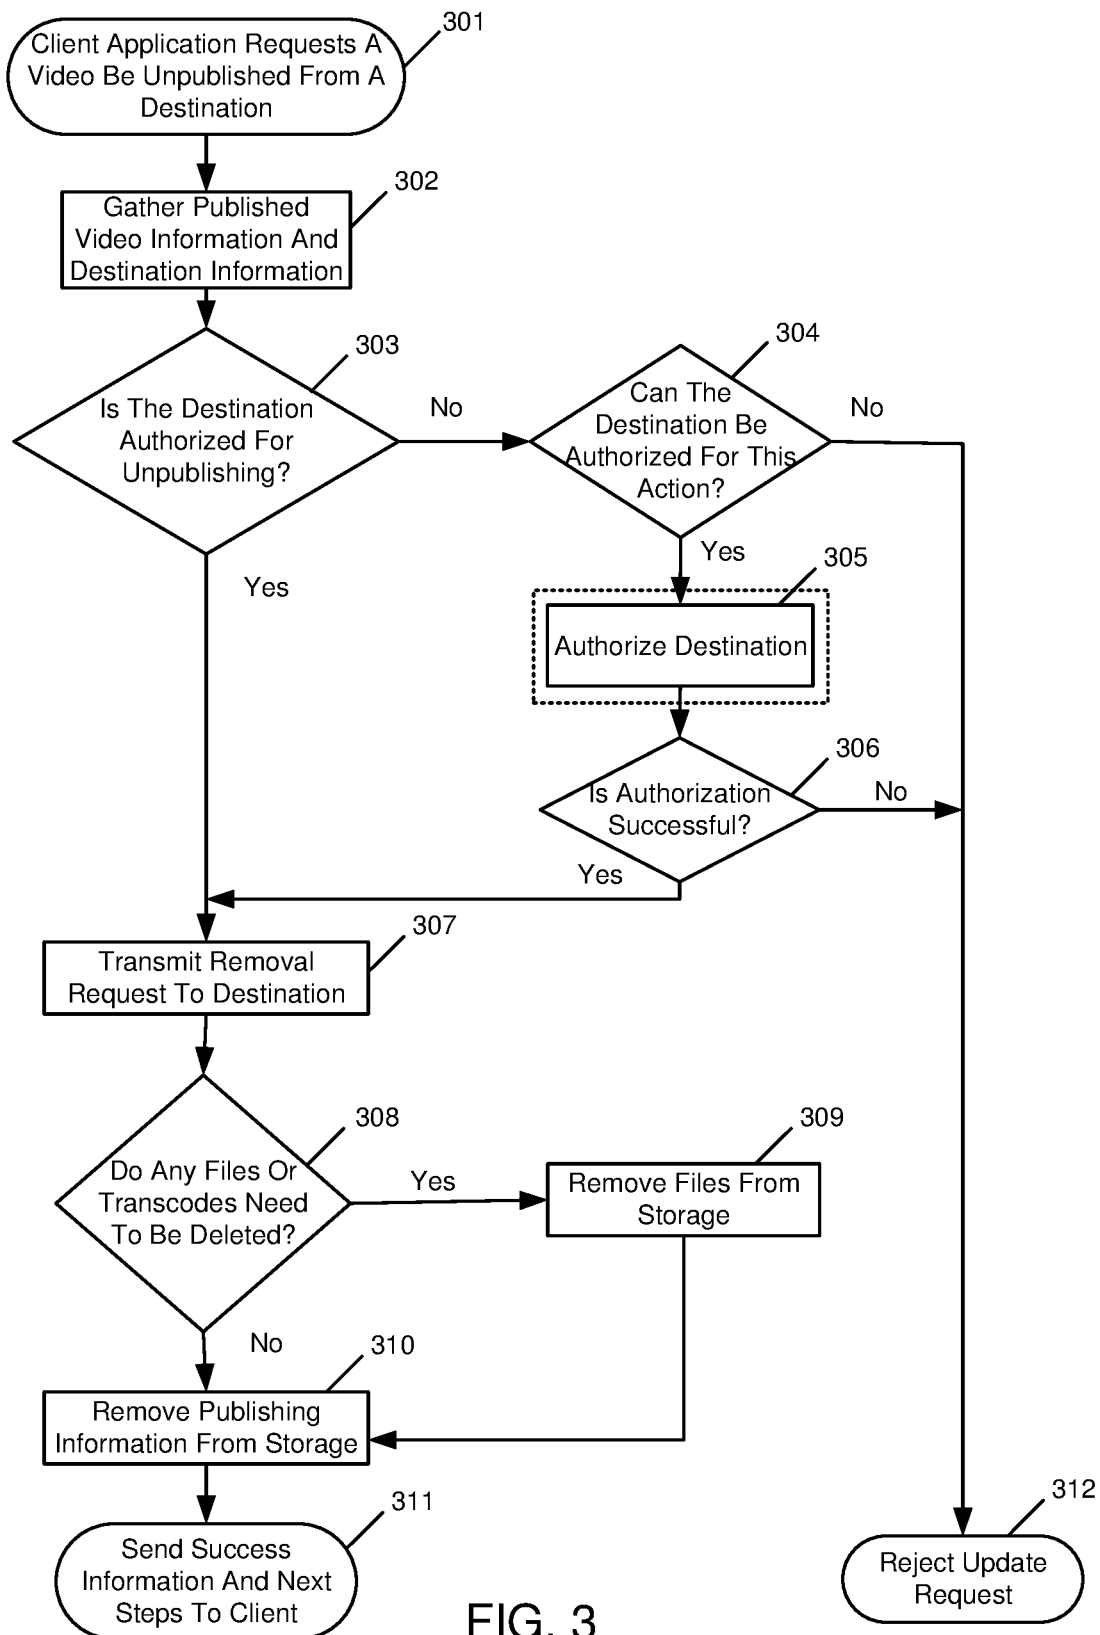 301
Client Application Requests A
Video Be Unpublished From A
Destination
302
Gather Published
Video Information And
Destination Information
303
Is The Destination
Authorized For
Unpublishing?
No
304
Can The
Destination Be
Authorized For This
Action?
No
Yes
Yes
305
Authorize Destination
306
Is Authorization
Successful?
No
Yes
307
Transmit Removal
Request To Destination
308
Do Any Files Or
Transcodes Need
To Be Deleted?
Yes
309
Remove Files From
Storage
No
310
Remove Publishing
Information From Storage
311
Send Success
Information And Next
Steps To Client
312
Reject Update
Request
FIG. 3